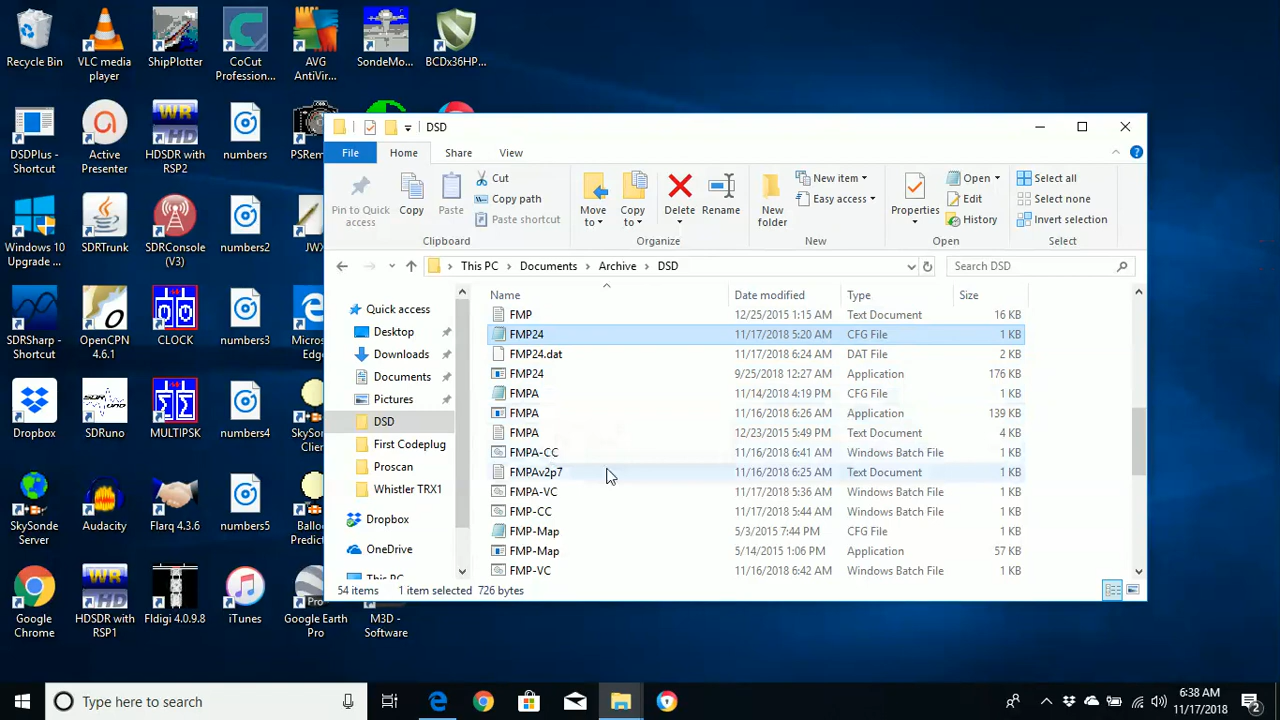 Recycle Bin
VLC media player
ShipPlotter
CoCut Profession...
AVG AntiVir...
SondeMo...
BCDx36HP...
DSDPlus - Shortcut
Active Presenter
HDSDR with RSP2
numbers
PSRem
Windows 10 Upgrade ...
SDRTrunk
SDRConsole (V3)
numbers2
JWX
SDRSharp - Shortcut
OpenCPN 4.6.1
CLOCK
numbers3
Micros
Edge
Dropbox
SDRuno
MULTIPSK
numbers4
SkySon
Client
SkySonde Server
Audacity
Flarq 4.3.6
numbers5
Balloo
Predict
Google Chrome
HDSDR with RSP1
Fldigi 4.0.9.8
iTunes
Google Earth Pro
M3D - Software
DSD
File Home Share View
Pin to Quick access
Copy
Paste
Cut
Copy path
Paste shortcut
Clipboard
Move to
Copy to
Delete
Rename
Organize
New folder
New item
Easy access
New
Properties
Open
Edit
History
Open
Select all
Select none
Invert selection
Select
This PC > Documents > Archive > DSD
Search DSD
Quick access
Desktop
Downloads
Documents
Pictures
DSD
First Codeplug
Proscan
Whistler TRX1
Dropbox
OneDrive
This PC
Name Date modified Type Size
FMP 12/25/2015 1:15 AM Text Document 16 KB
FMP24 11/17/2018 5:20 AM CFG File 1 KB
FMP24.dat 11/17/2018 6:24 AM DAT File 2 KB
FMP24 9/25/2018 12:27 AM Application 176 KB
FMPA 11/14/2018 4:19 PM CFG File 1 KB
FMPA 11/16/2018 6:26 AM Application 139 KB
FMPA 12/23/2015 5:49 PM Text Document 4 KB
FMPA-CC 11/16/2018 6:41 AM Windows Batch File 1 KB
FMPAv2p7 11/16/2018 6:25 AM Text Document 1 KB
FMPA-VC 11/17/2018 5:36 AM Windows Batch File 1 KB
FMP-CC 11/17/2018 5:44 AM Windows Batch File 1 KB
FMP-Map 5/3/2015 7:44 PM CFG File 1 KB
FMP-Map 5/14/2015 1:06 PM Application 57 KB
FMP-VC 11/16/2018 6:42 AM Windows Batch File 1 KB
54 items 1 item selected 726 bytes
Type here to search
6:38 AM
11/17/2018
2